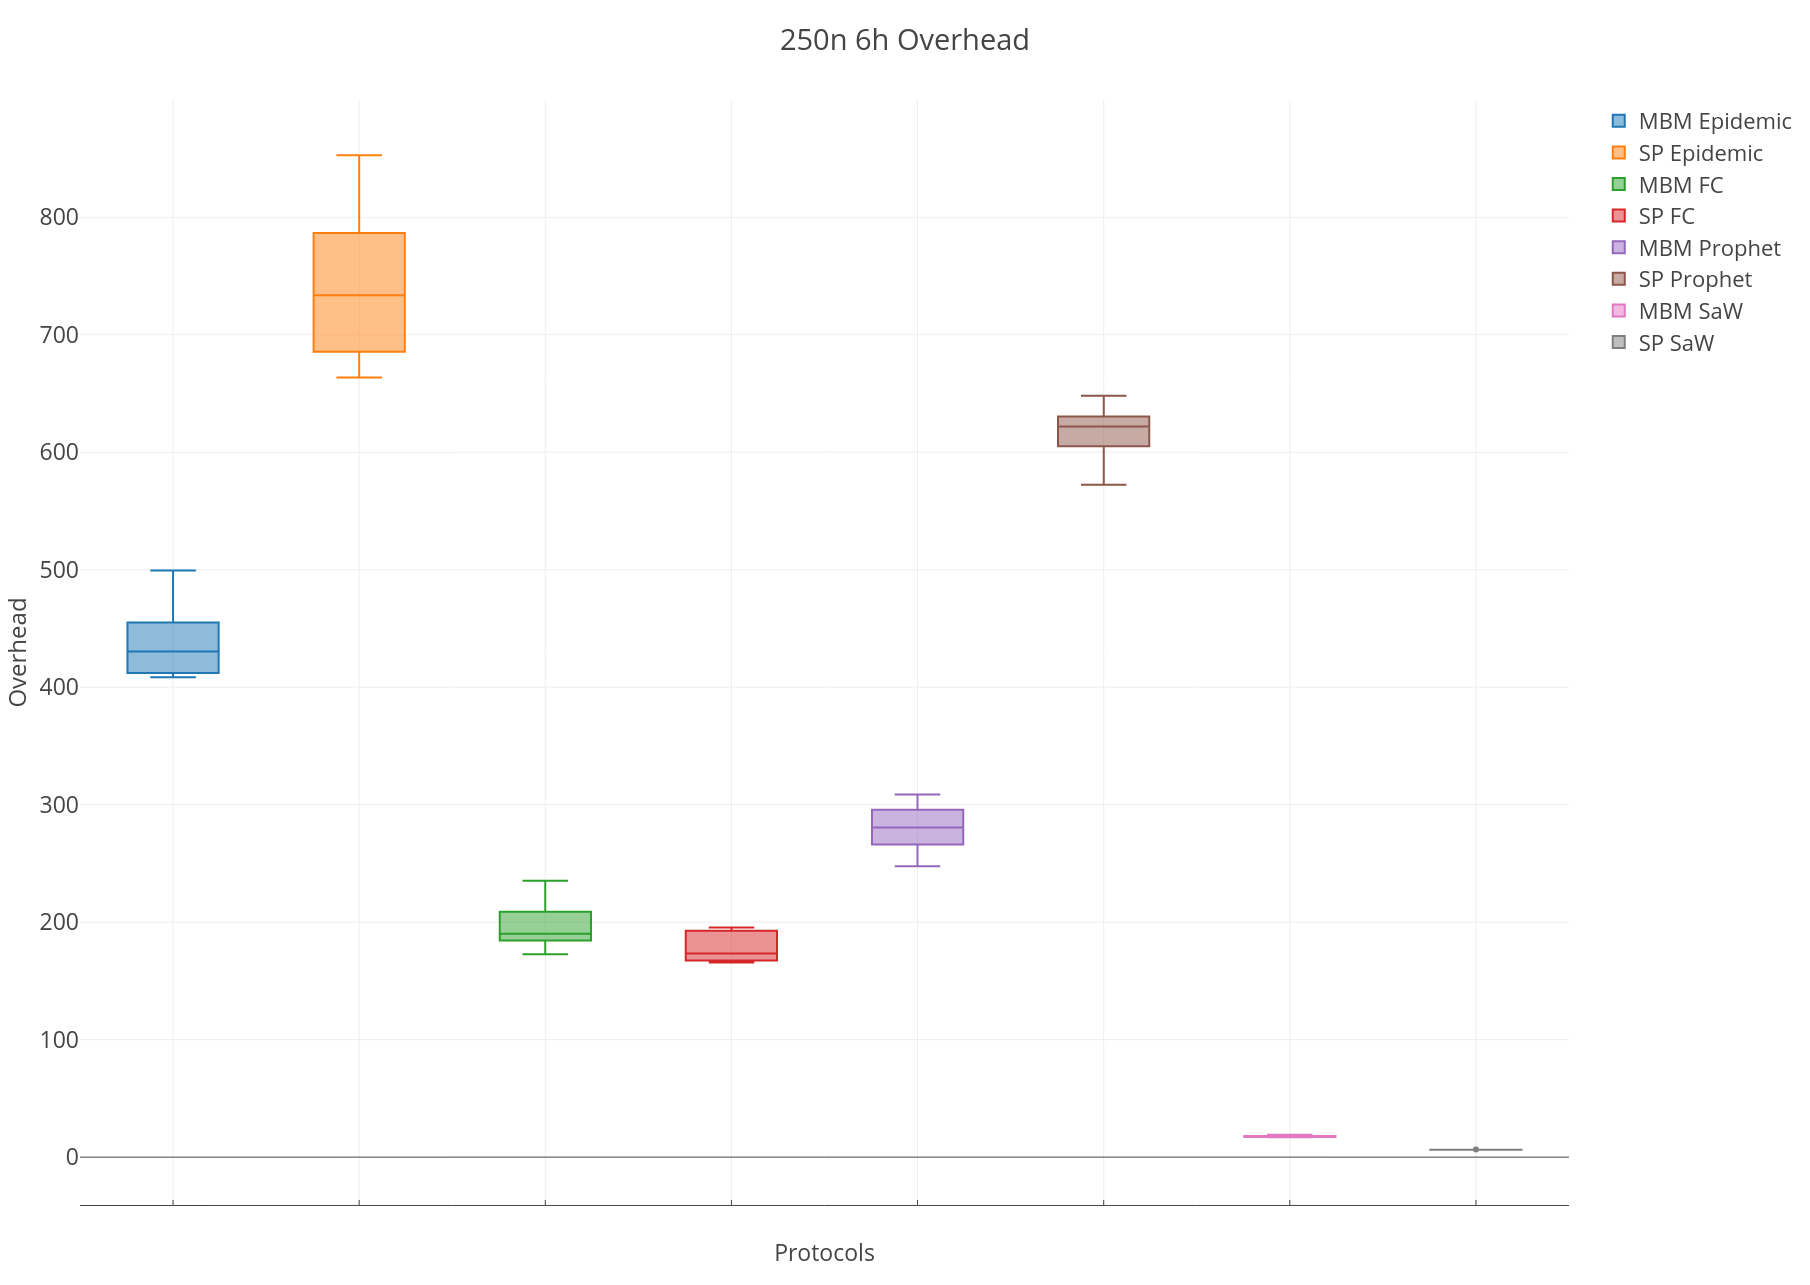 250n 6h Overhead
MBM Epidemic
SP Epidemic
MBM FC
SP FC
MBM Prophet
SP Prophet
MBM SaW
SP SaW
800
700
600
500
400
300
200
100
0
Overhead
Protocols